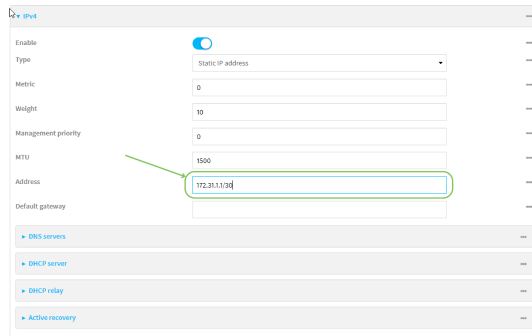 IPv4
Enable
Type Static IP address
Metric 0
Weight 10
Management priority 0
MTU 1500
Address 172.31.1.1/30
Default gateway
DNS servers
DHCP server
DHCP relay
Active recovery